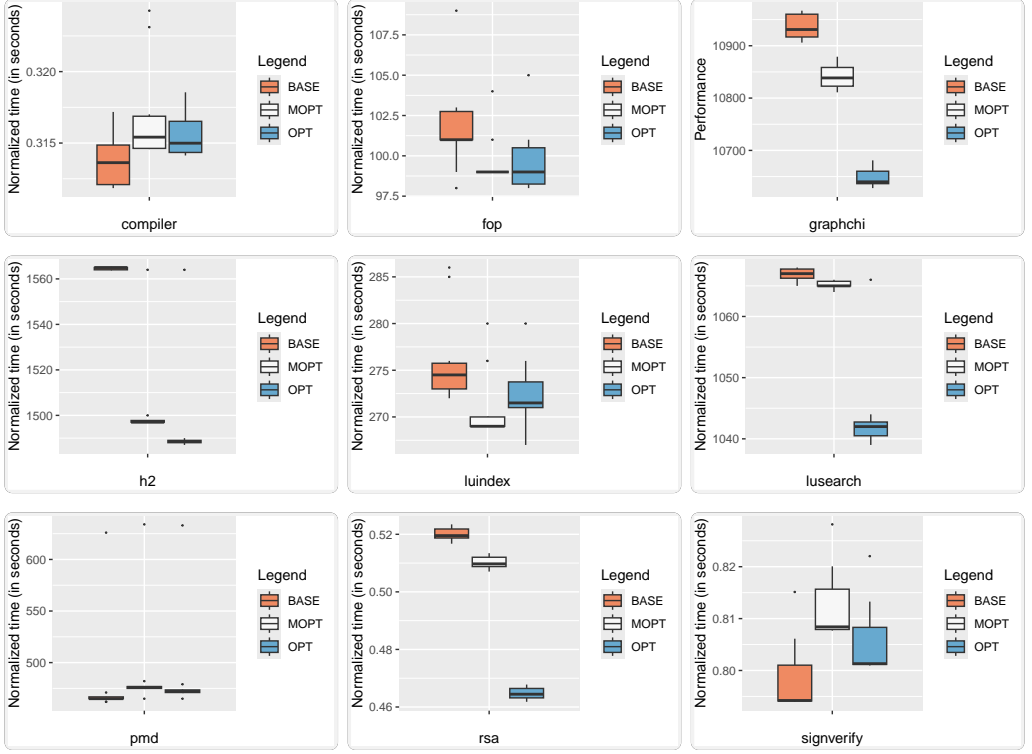 Normalized time (in seconds)
0.320
0.315
compiler
Legend
BASE
MOPT
OPT
Normalized time (in seconds)
107.5
105.0
102.5
100.0
97.5
fop
Legend
BASE
MOPT
OPT
Performance
10900
10800
10700
graphchi
Legend
BASE
MOPT
OPT
Normalized time (in seconds)
1560
1540
1520
1500
h2
Legend
BASE
MOPT
OPT
Normalized time (in seconds)
285
280
275
270
luindex
Legend
BASE
MOPT
OPT
Normalized time (in seconds)
1060
1050
1040
lusearch
Legend
BASE
MOPT
OPT
Normalized time (in seconds)
600
550
500
pmd
Legend
BASE
MOPT
OPT
Normalized time (in seconds)
0.52
0.50
0.48
0.46
rsa
Legend
BASE
MOPT
OPT
Normalized time (in seconds)
0.82
0.81
0.80
signverify
Legend
BASE
MOPT
OPT